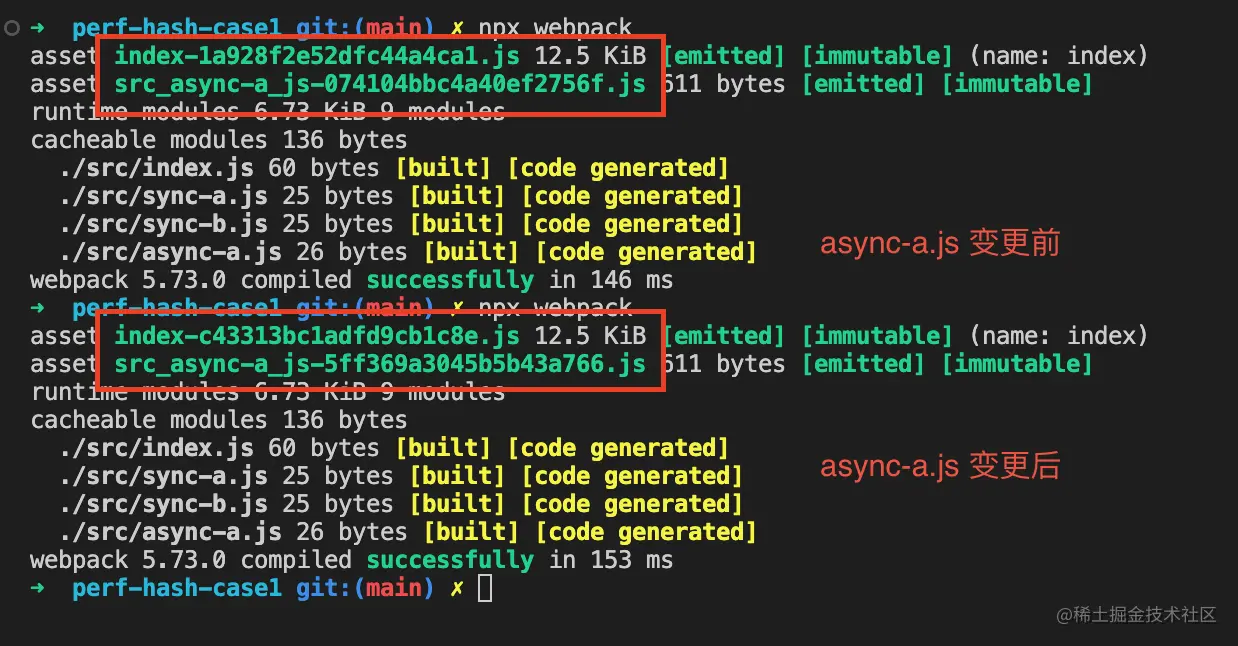 ➜ perf-hash-case1 git:(main) ✗ npx webpack
asset index-1a928f2e52dfc44a4ca1.js 12.5 KiB [emitted] [immutable] (name: index)
asset src_async-a_js-074104bbc4a40ef2756f.js 611 bytes [emitted] [immutable]
runtime modules 6.73 KiB 9 modules
cacheable modules 136 bytes
./src/index.js 60 bytes [built] [code generated]
./src/sync-a.js 25 bytes [built] [code generated]
./src/sync-b.js 25 bytes [built] [code generated]
./src/async-a.js 26 bytes [built] [code generated]
async-a.js 变更前
webpack 5.73.0 compiled successfully in 146 ms
➜ perf-hash-case1 git:(main) ✗ npx webpack
asset index-c43313bc1adfd9cb1c8e.js 12.5 KiB [emitted] [immutable] (name: index)
asset src_async-a_js-5ff369a3045b5b43a766.js 611 bytes [emitted] [immutable]
runtime modules 6.73 KiB 9 modules
cacheable modules 136 bytes
./src/index.js 60 bytes [built] [code generated]
./src/sync-a.js 25 bytes [built] [code generated]
async-a.js 变更后
./src/sync-b.js 25 bytes [built] [code generated]
./src/async-a.js 26 bytes [built] [code generated]
webpack 5.73.0 compiled successfully in 153 ms
➜ perf-hash-case1 git:(main) ✗
@稀土掘金技术社区